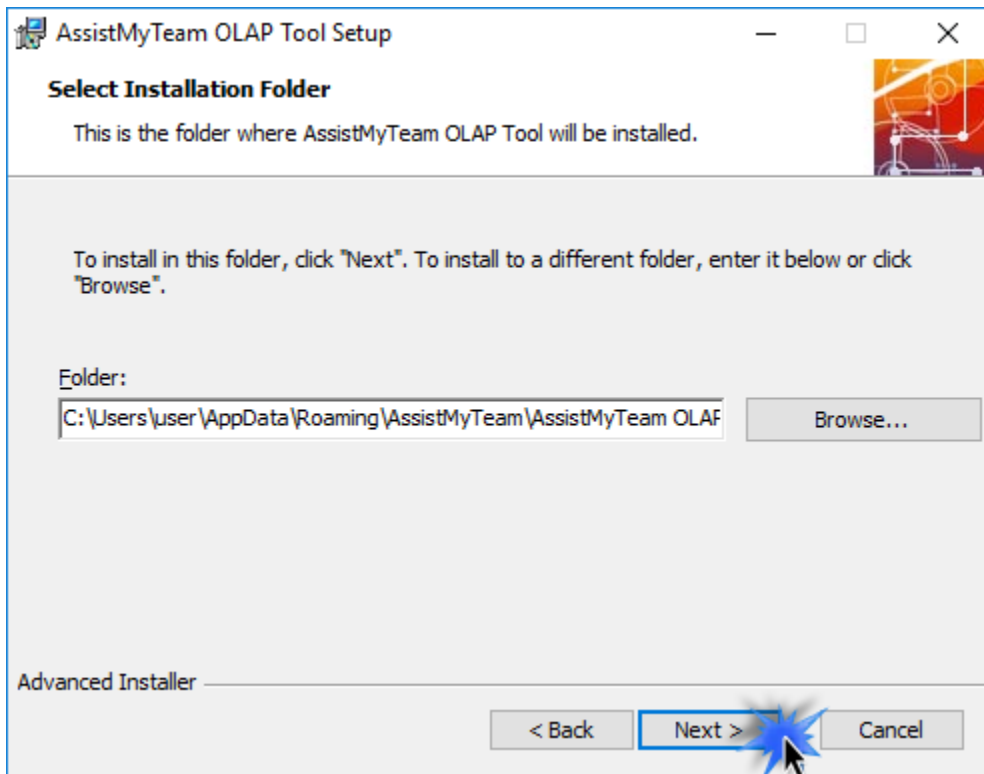 AssistMyTeam OLAP Tool Setup
Select Installation Folder
This is the folder where AssistMyTeam OLAP Tool will be installed.
To install in this folder, click "Next". To install to a different folder, enter it below or click
"Browse".
Folder:
C:\Users\user\AppData\Roaming\AssistMyTeam\AssistMyTeam OLAP
Browse...
Advanced Installer
< Back
Next >
Cancel